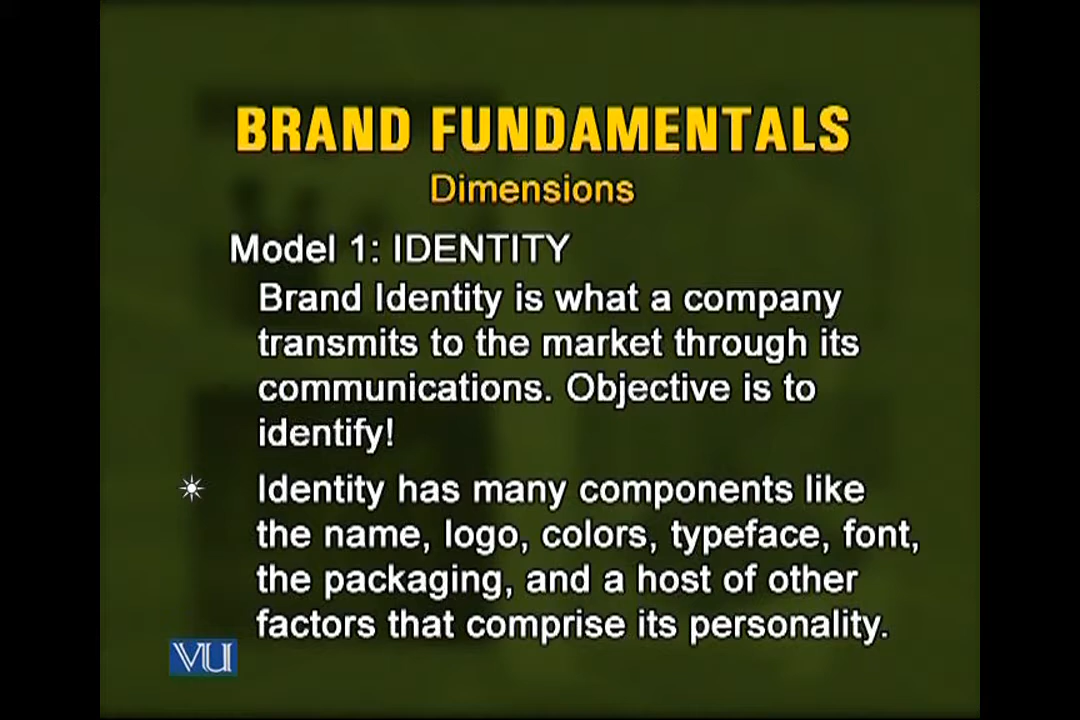 BRAND FUNDAMENTALS
Dimensions
Model 1: IDENTITY
Brand Identity is what a company
transmits to the market through its
communications. Objective is to
identify!
Identity has many components like
the name, logo, colors, typeface, font,
the packaging, and a host of other
factors that comprise its personality.
VU